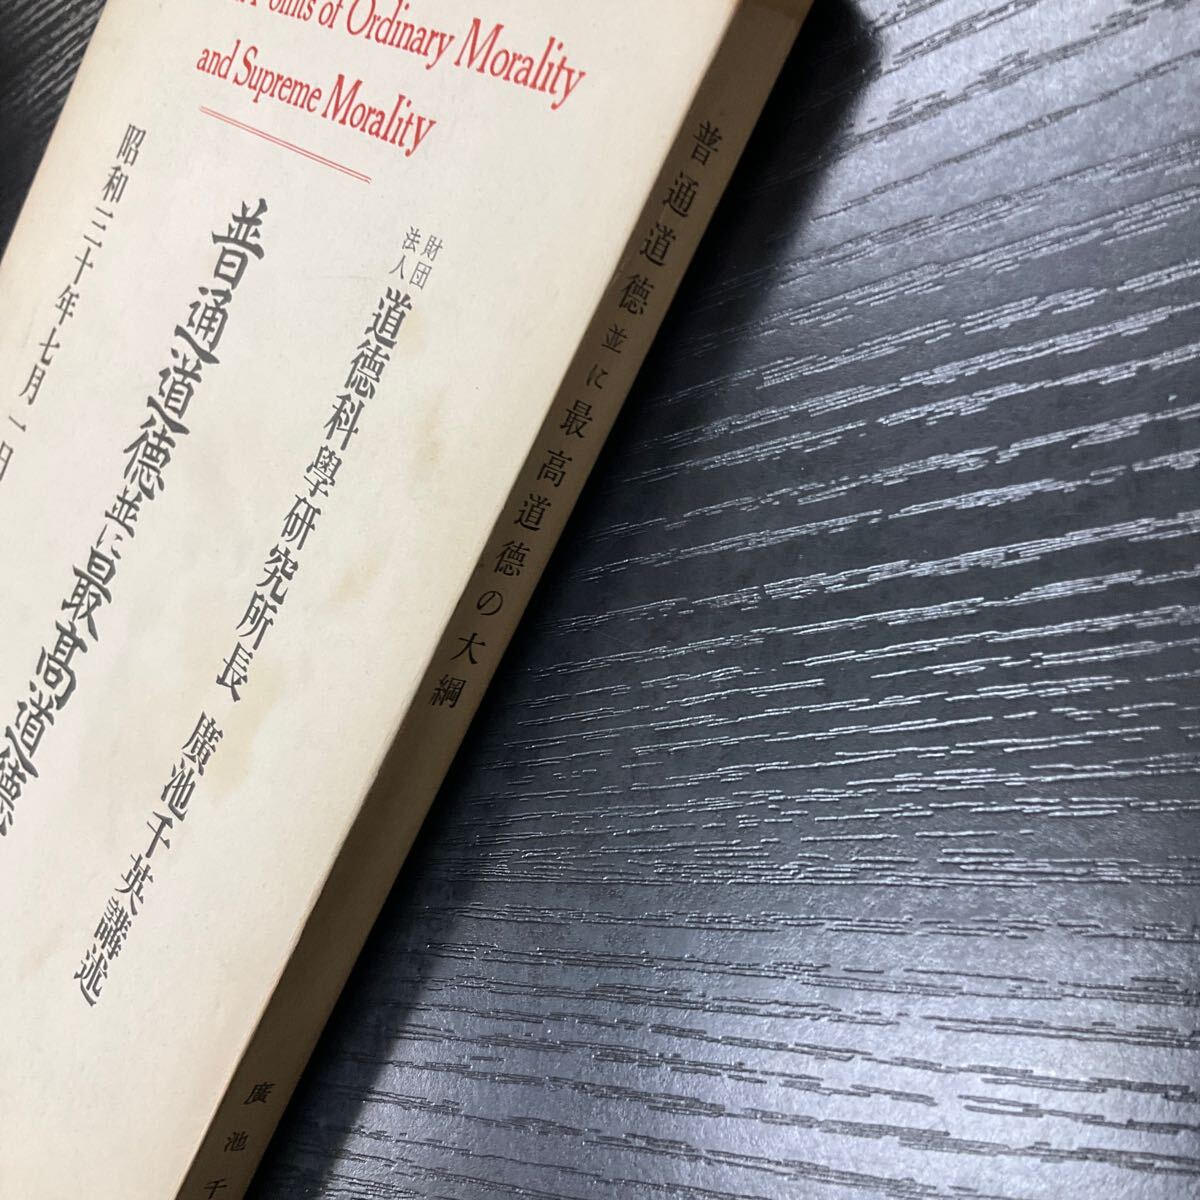 Points of Ordinary Morality
and Supreme Morality
財団
法人
道德科學研究所長 廣池千英講述
普通道德並に最高道德
昭和三十年七月一日
普通道德並に最高道德の大綱
廣池千